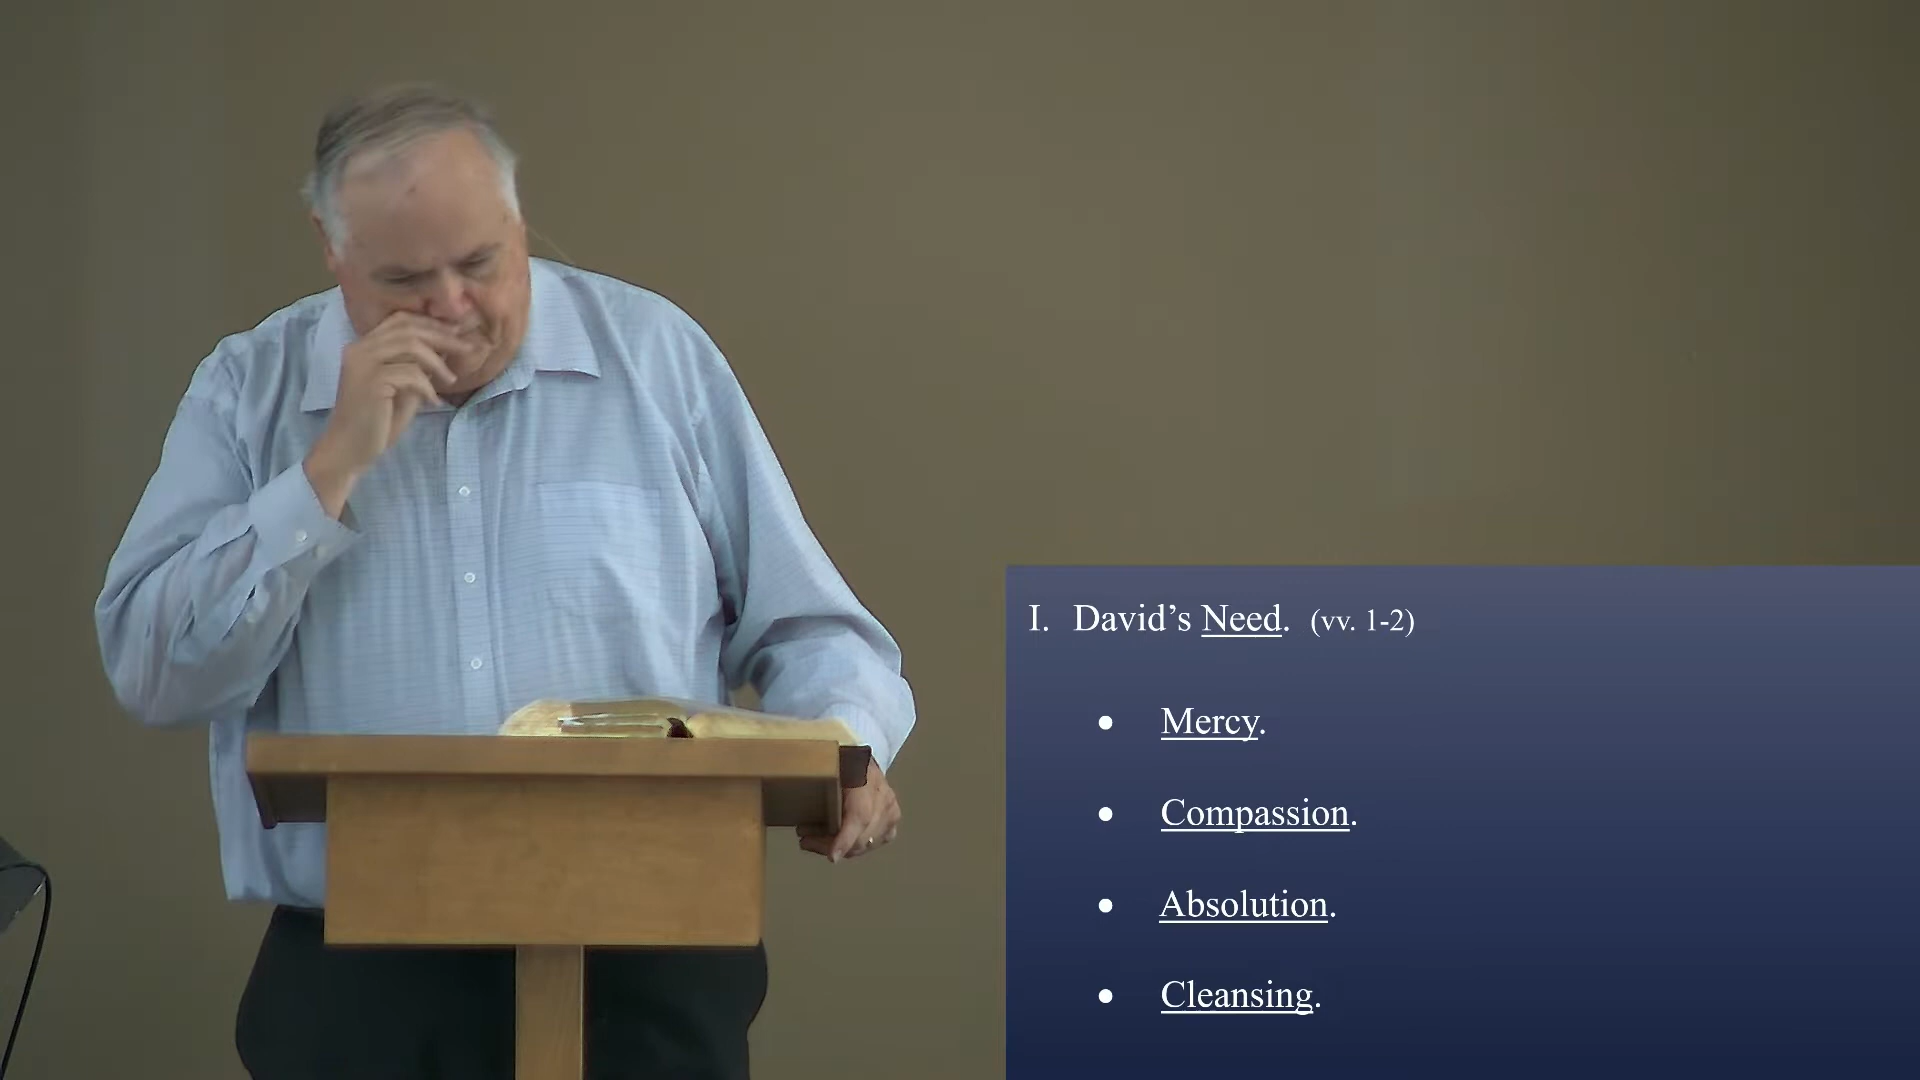 I. David’s Need. (vv. 1-2)
• Mercy.
• Compassion.
• Absolution.
• Cleansing.